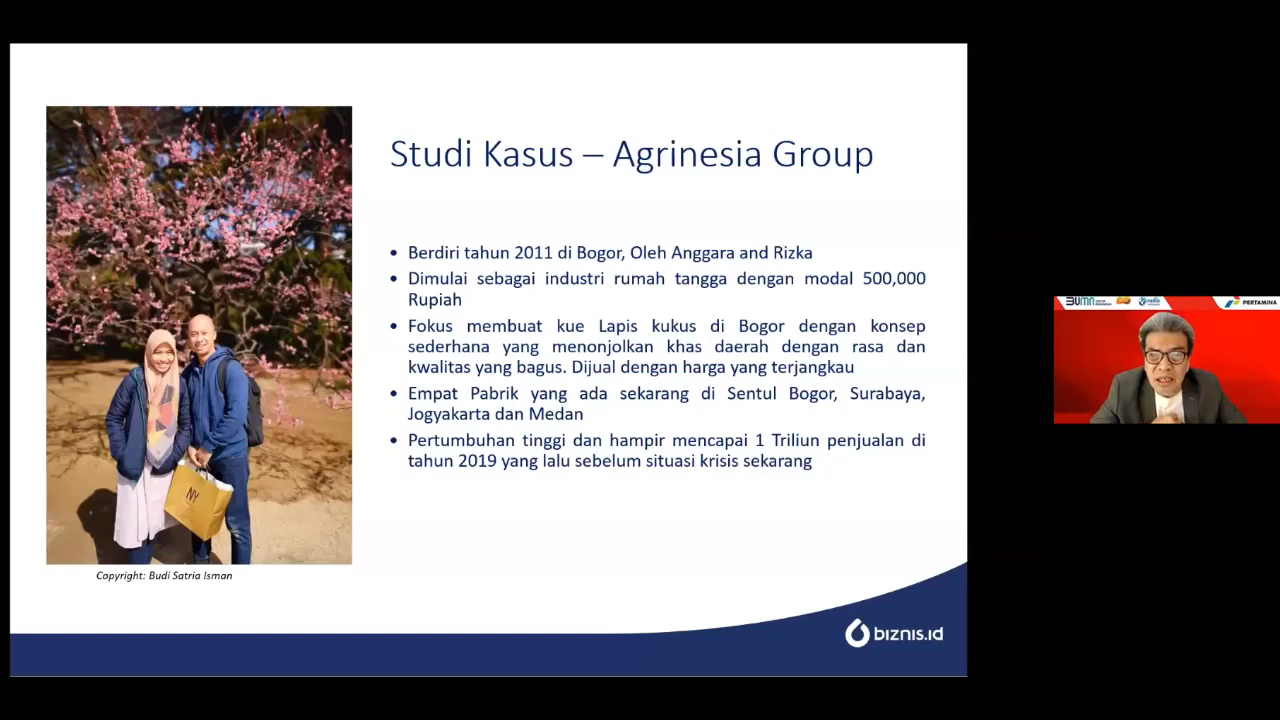 Studi Kasus – Agrinesia Group
• Berdiri tahun 2011 di Bogor, Oleh Anggara and Rizka
• Dimulai sebagai industri rumah tangga dengan modal 500,000
Rupiah
• Fokus membuat kue Lapis kukus di Bogor dengan konsep
sederhana yang menonjolkan khas daerah dengan rasa dan
kwalitas yang bagus. Dijual dengan harga yang terjangkau
• Empat Pabrik yang ada sekarang di Sentul Bogor, Surabaya,
Jogyakarta dan Medan
• Pertumbuhan tinggi dan hampir mencapai 1 Triliun penjualan di
tahun 2019 yang lalu sebelum situasi krisis sekarang
NY
Copyright: Budi Satria Isman
biznis.id
BUMN
PERTAMINA